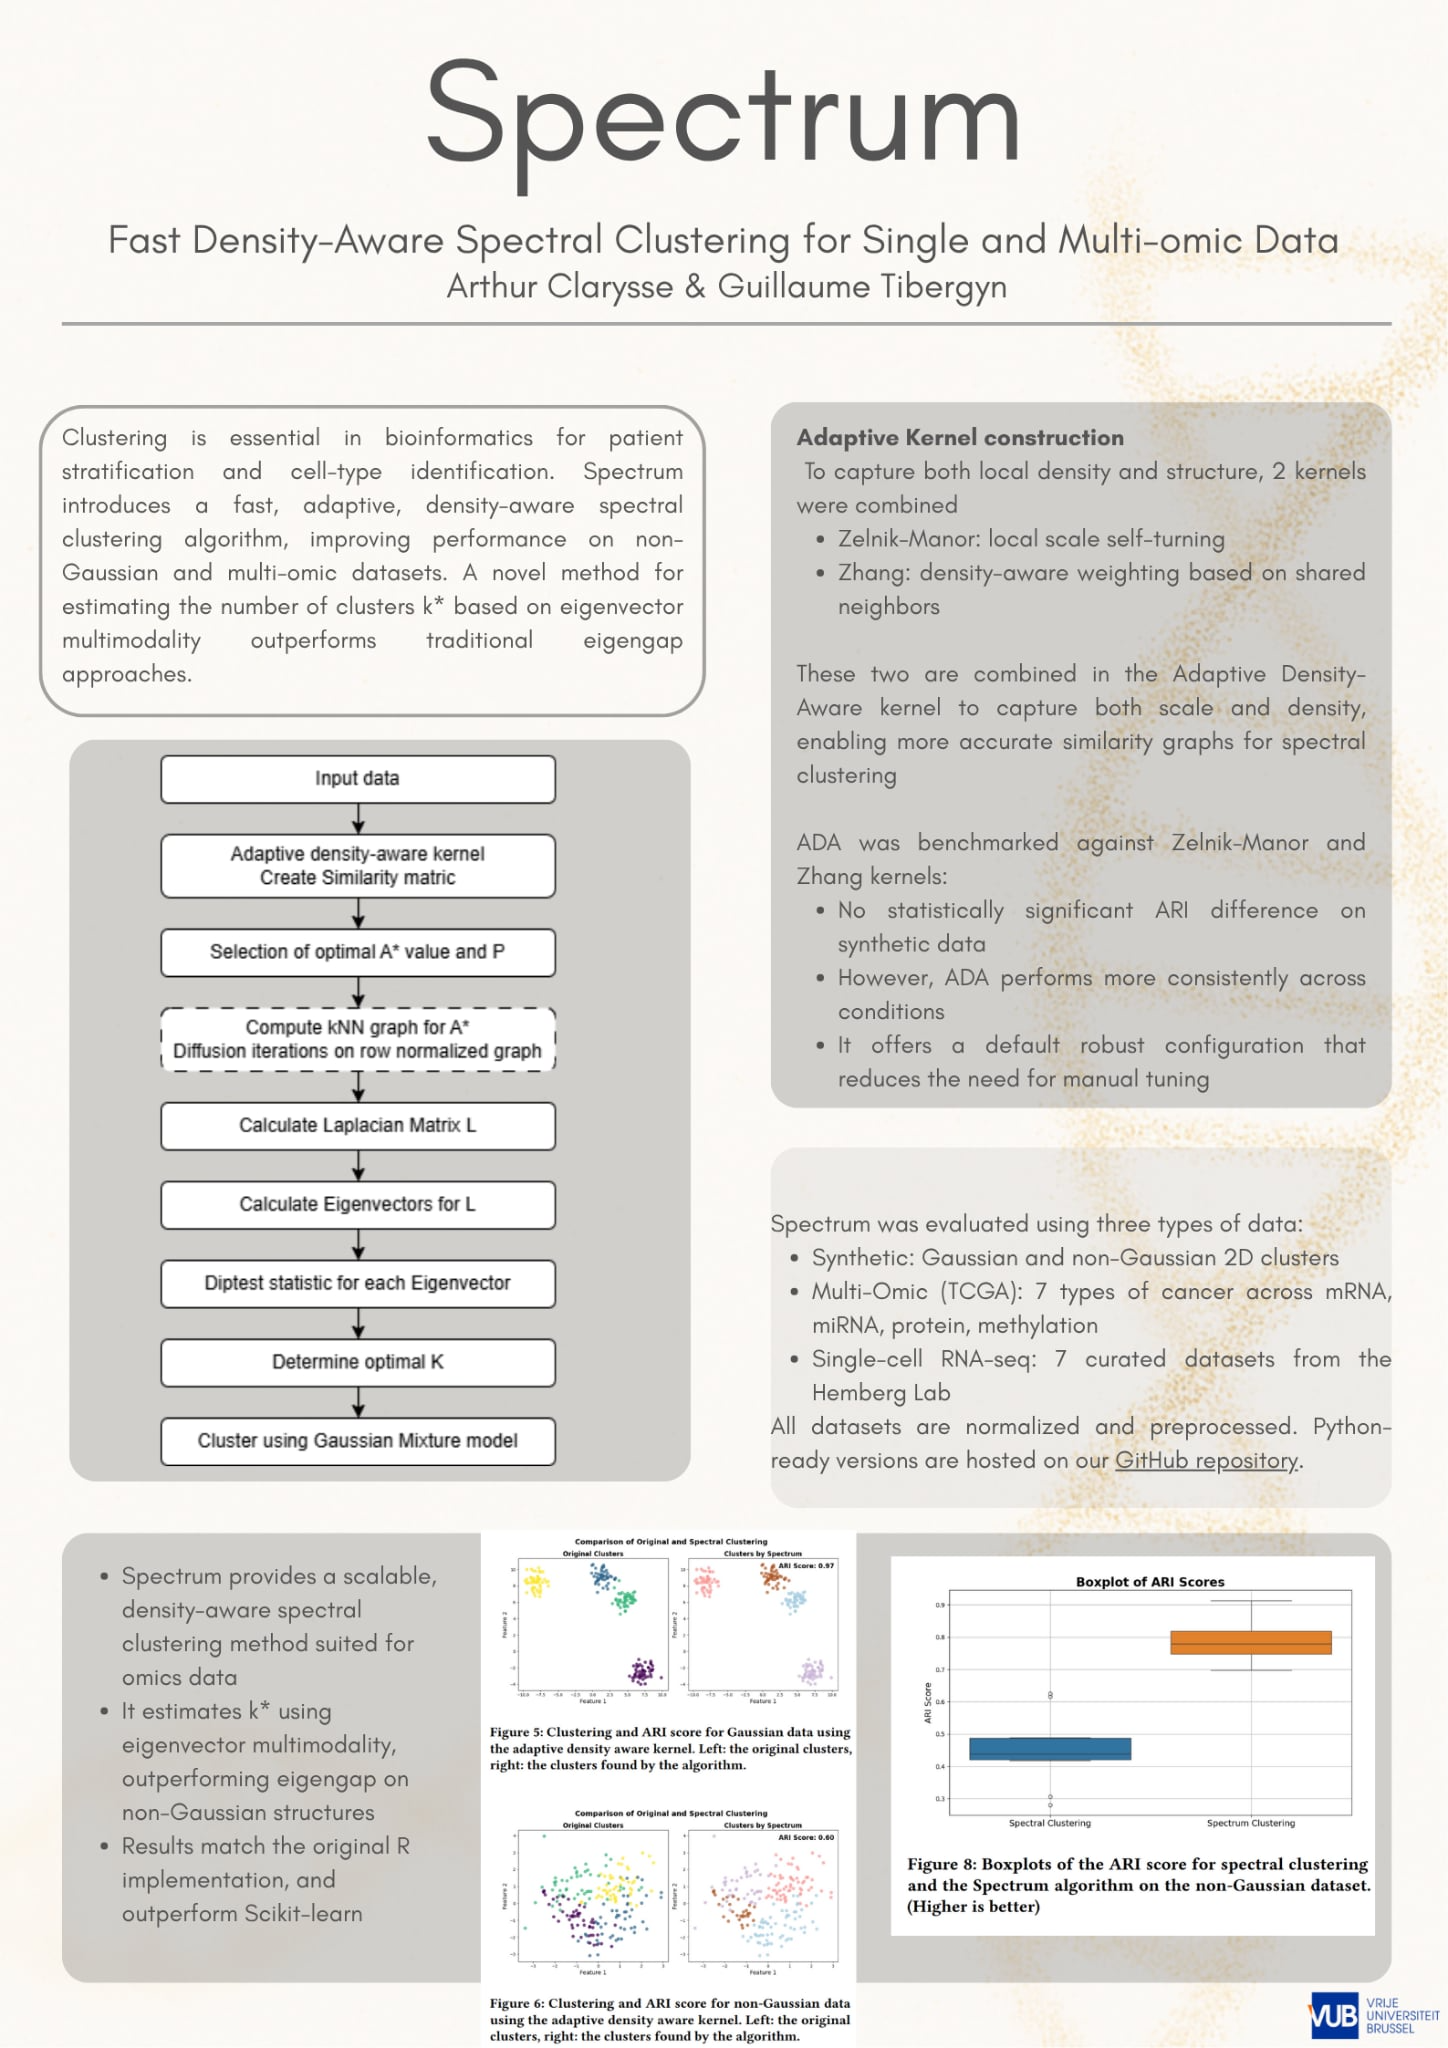 Spectrum
Fast Density-Aware Spectral Clustering for Single and Multi-omic Data
Arthur Clarysse & Guillaume Tibergyn
Clustering is essential in bioinformatics for patient
stratification and cell-type identification. Spectrum
introduces a fast, adaptive, density-aware spectral
clustering algorithm, improving performance on non-
Gaussian and multi-omic datasets. A novel method for
estimating the number of clusters k* based on eigenvector
multimodality outperforms traditional eigengap
approaches.
Input data
Adaptive density-aware kernel
Create Similarity matric
Selection of optimal A* value and P
Compute kNN graph for A*
Diffusion iterations on row normalized graph
Calculate Laplacian Matrix L
Calculate Eigenvectors for L
Diptest statistic for each Eigenvector
Determine optimal K
Cluster using Gaussian Mixture model
Adaptive Kernel construction
To capture both local density and structure, 2 kernels
were combined
• Zelnik-Manor: local scale self-turning
• Zhang: density-aware weighting based on shared
neighbors
These two are combined in the Adaptive Density-
Aware kernel to capture both scale and density,
enabling more accurate similarity graphs for spectral
clustering
ADA was benchmarked against Zelnik-Manor and
Zhang kernels:
• No statistically significant ARI difference on
synthetic data
• However, ADA performs more consistently across
conditions
• It offers a default robust configuration that
reduces the need for manual tuning
Spectrum was evaluated using three types of data:
• Synthetic: Gaussian and non-Gaussian 2D clusters
• Multi-Omic (TCGA): 7 types of cancer across mRNA,
miRNA, protein, methylation
• Single-cell RNA-seq: 7 curated datasets from the
Hemberg Lab
All datasets are normalized and preprocessed. Python-
ready versions are hosted on our GitHub repository.
• Spectrum provides a scalable,
density-aware spectral
clustering method suited for
omics data
• It estimates k* using
eigenvector multimodality,
outperforming eigengap on
non-Gaussian structures
• Results match the original R
implementation, and
outperform Scikit-learn
Comparison of Original and Spectral Clustering
Original Clusters
Clusters by Spectrum
ARI Score: 0.97
Feature 2
Feature 1
Feature 2
Feature 1
Figure 5: Clustering and ARI score for Gaussian data using
the adaptive density aware kernel. Left: the original clusters,
right: the clusters found by the algorithm.
Comparison of Original and Spectral Clustering
Original Clusters
Clusters by Spectrum
ARI Score: 0.60
Feature 2
Feature 1
Feature 2
Feature 1
Figure 6: Clustering and ARI score for non-Gaussian data
using the adaptive density aware kernel. Left: the original
clusters, right: the clusters found by the algorithm.
Boxplot of ARI Scores
ARI Score
0.9
0.8
0.7
0.6
0.5
0.4
0.3
Spectral Clustering
Spectrum Clustering
Figure 8: Boxplots of the ARI score for spectral clustering
and the Spectrum algorithm on the non-Gaussian dataset.
(Higher is better)
VUB
VRIJE
UNIVERSITEIT
BRUSSEL